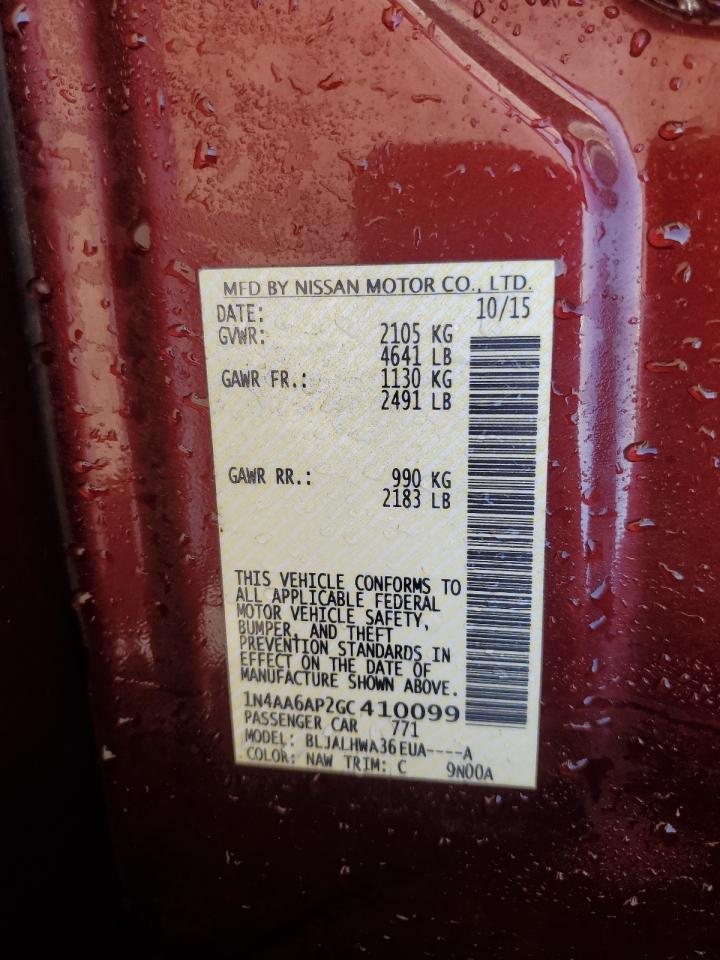 MFD BY NISSAN MOTOR CO., LTD.
DATE: 10/15
GVWR: 2105 KG
4641 LB
GAWR FR.: 1130 KG
2491 LB
GAWR RR.: 990 KG
2183 LB
THIS VEHICLE CONFORMS TO
ALL APPLICABLE FEDERAL
MOTOR VEHICLE SAFETY,
BUMPER, AND THEFT
PREVENTION STANDARDS IN
EFFECT ON THE DATE OF
MANUFACTURE SHOWN ABOVE.
1N4AA6AP2GC410099
PASSENGER CAR 771
MODEL: BLJALHWA36EUA----A
COLOR: NAW TRIM: C 9N00A